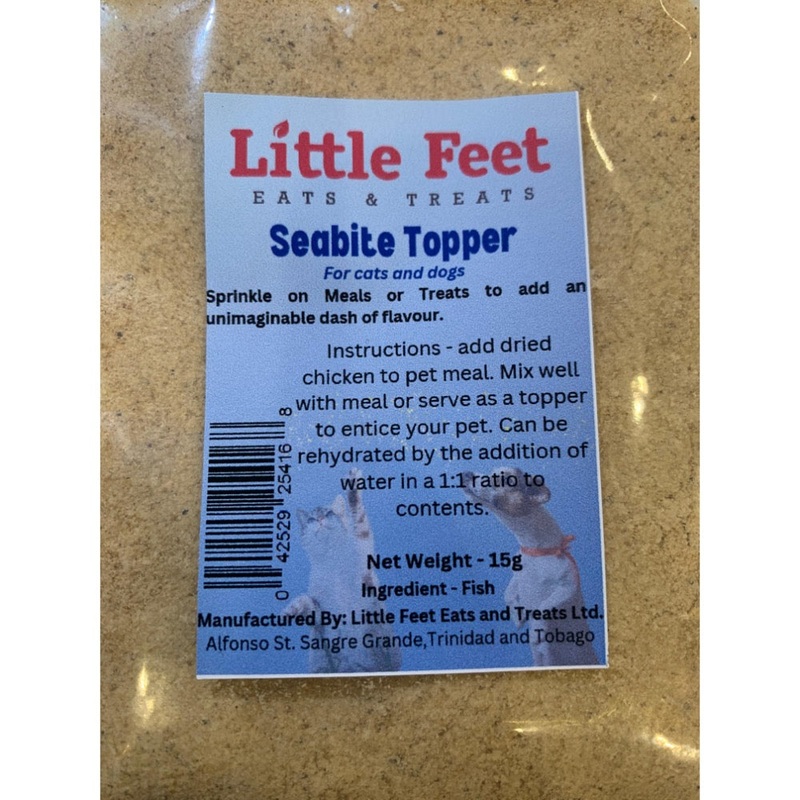 Little Feet
EATS & TREATS
Seabite Topper
For cats and dogs
Sprinkle on Meals or Treats to add an
unimaginable dash of flavour.
Instructions - add dried
chicken to pet meal. Mix well
with meal or serve as a topper
to entice your pet. Can be
rehydrated by the addition of
water in a 1:1 ratio to
contents.
0 42529 25416 8
Net Weight - 15g
Ingredient - Fish
Manufactured By: Little Feet Eats and Treats Ltd.
Alfonso St. Sangre Grande,Trinidad and Tobago